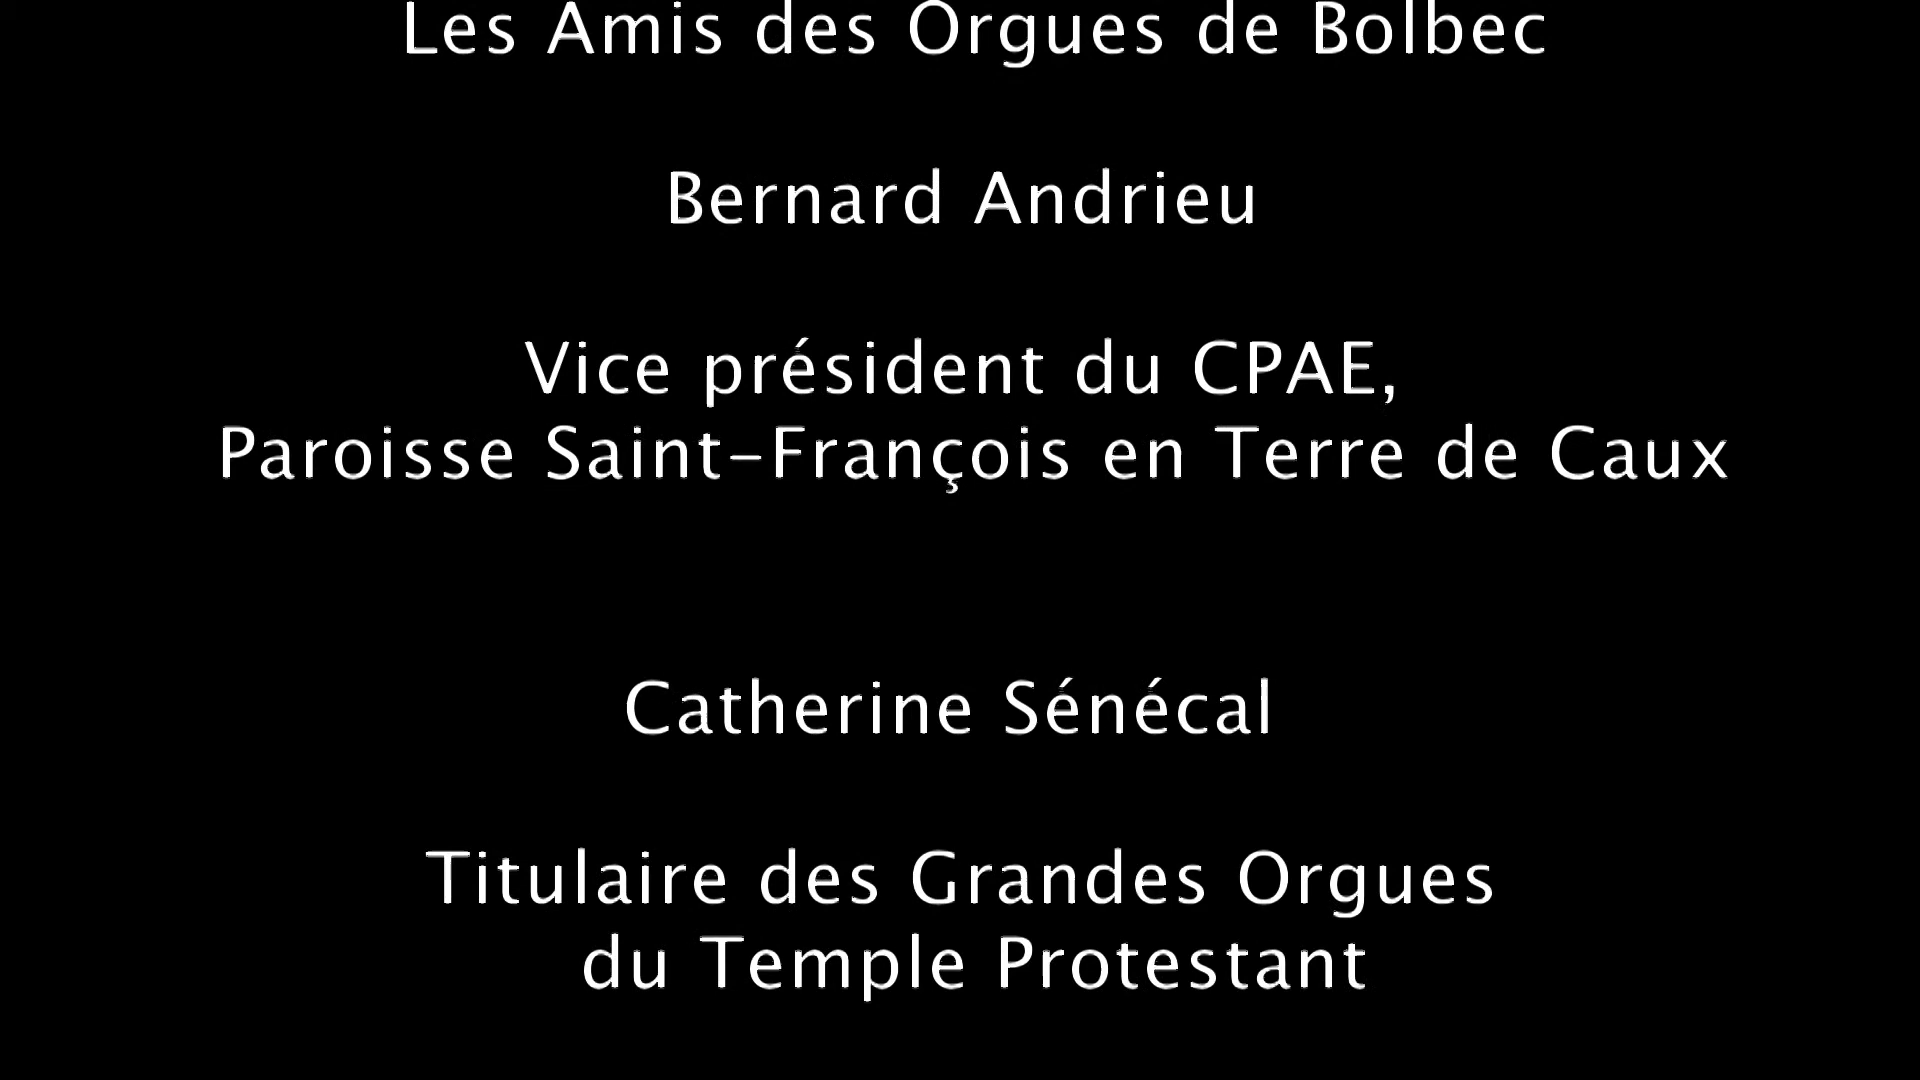 Les Amis des Orgues de Bolbec
Bernard Andrieu
Vice président du CPAE,
Paroisse Saint-François en Terre de Caux
Catherine Sénécal
Titulaire des Grandes Orgues
du Temple Protestant